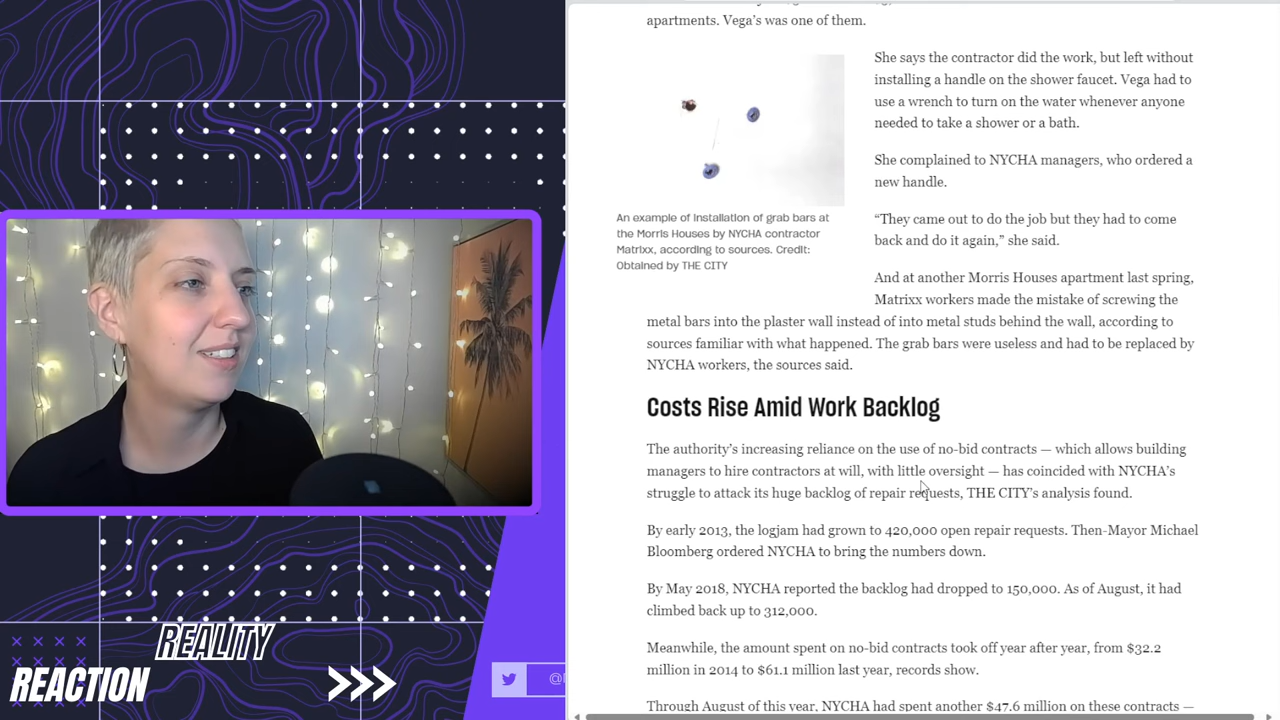 apartments. Vega's was one of them.
She says the contractor did the work, but left without
installing a handle on the shower faucet. Vega had to
use a wrench to turn on the water whenever anyone
needed to take a shower or a bath.
She complained to NYCHA managers, who ordered a
new handle.
“They came out to do the job but they had to come
back and do it again,” she said.
And at another Morris Houses apartment last spring,
Matrixx workers made the mistake of screwing the
metal bars into the plaster wall instead of into metal studs behind the wall, according to
sources familiar with what happened. The grab bars were useless and had to be replaced by
NYCHA workers, the sources said.
An example of installation of grab bars at
the Morris Houses by NYCHA contractor
Matrixx, according to sources. Credit:
Obtained by THE CITY
Costs Rise Amid Work Backlog
The authority's increasing reliance on the use of no-bid contracts — which allows building
managers to hire contractors at will, with little oversight — has coincided with NYCHA's
struggle to attack its huge backlog of repair requests, THE CITY's analysis found.
By early 2013, the logjam had grown to 420,000 open repair requests. Then-Mayor Michael
Bloomberg ordered NYCHA to bring the numbers down.
By May 2018, NYCHA reported the backlog had dropped to 150,000. As of August, it had
climbed back up to 312,000.
Meanwhile, the amount spent on no-bid contracts took off year after year, from $32.2
million in 2014 to $61.1 million last year, records show.
Through August of this year, NYCHA had spent another $47.6 million on these contracts —
REALITY
REACTION